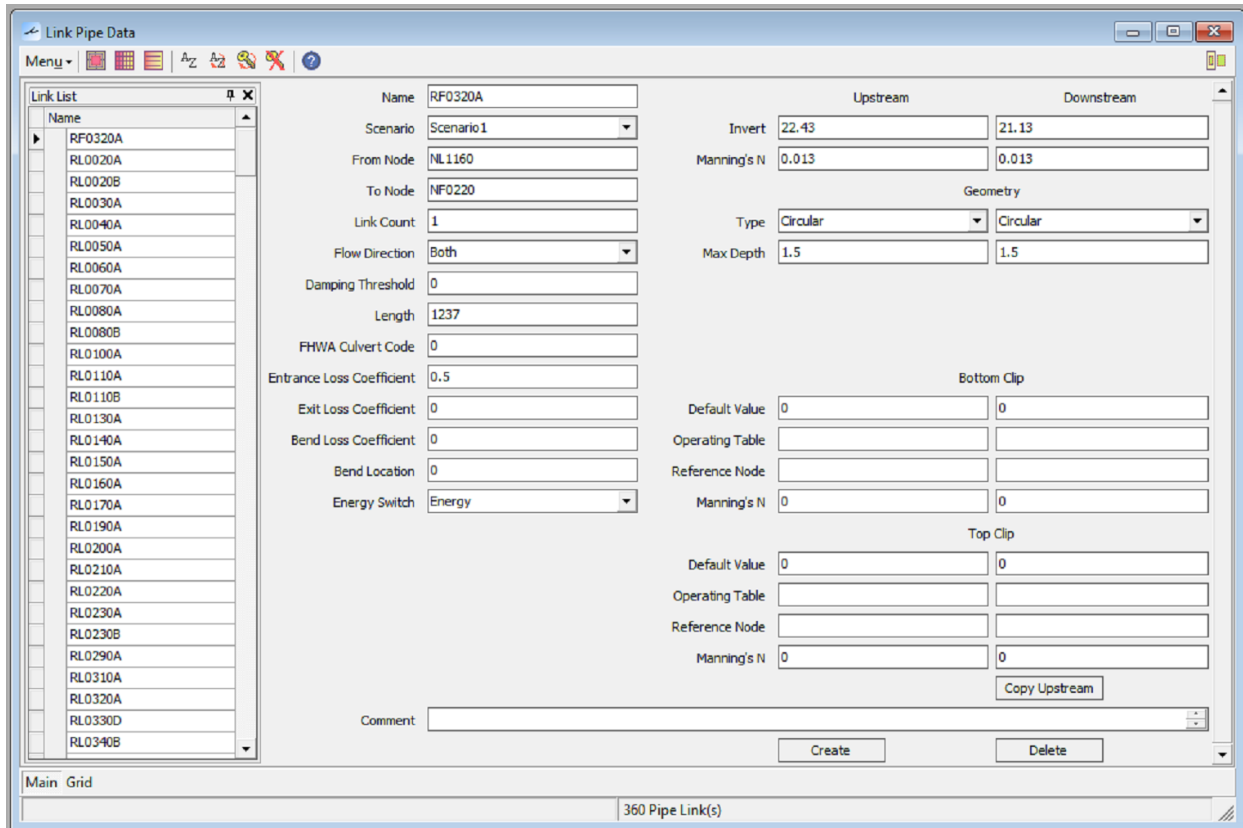 Link Pipe Data
Menu
Link List
Name
RF0320A
RL0020A
RL0020B
RL0030A
RL0040A
RL0050A
RL0060A
RL0070A
RL0080A
RL0080B
RL0100A
RL0110A
RL0110B
RL0130A
RL0140A
RL0150A
RL0160A
RL0170A
RL0190A
RL0200A
RL0210A
RL0220A
RL0230A
RL0230B
RL0290A
RL0310A
RL0320A
RL0330D
RL0340B
Name RF0320A
Scenario Scenario1
From Node NL1160
To Node NF0220
Link Count 1
Flow Direction Both
Damping Threshold 0
Length 1237
FHWA Culvert Code 0
Entrance Loss Coefficient 0.5
Exit Loss Coefficient 0
Bend Loss Coefficient 0
Bend Location 0
Energy Switch Energy
Upstream Downstream
Invert 22.43 21.13
Manning's N 0.013 0.013
Geometry
Type Circular Circular
Max Depth 1.5 1.5
Bottom Clip
Default Value 0 0
Operating Table
Reference Node
Manning's N 0 0
Top Clip
Default Value 0 0
Operating Table
Reference Node
Manning's N 0 0
Copy Upstream
Comment
Create Delete
Main Grid
360 Pipe Link(s)